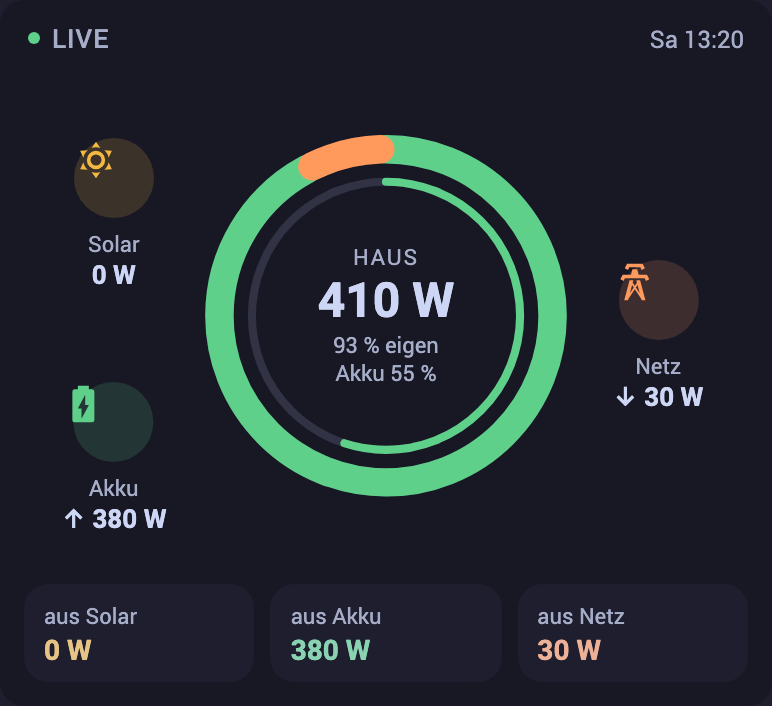 LIVE
Sa 13:20
Solar
0 W
HAUS
410 W
93 % eigen
Akku 55 %
Netz
↓ 30 W
Akku
↑ 380 W
aus Solar
0 W
aus Akku
380 W
aus Netz
30 W